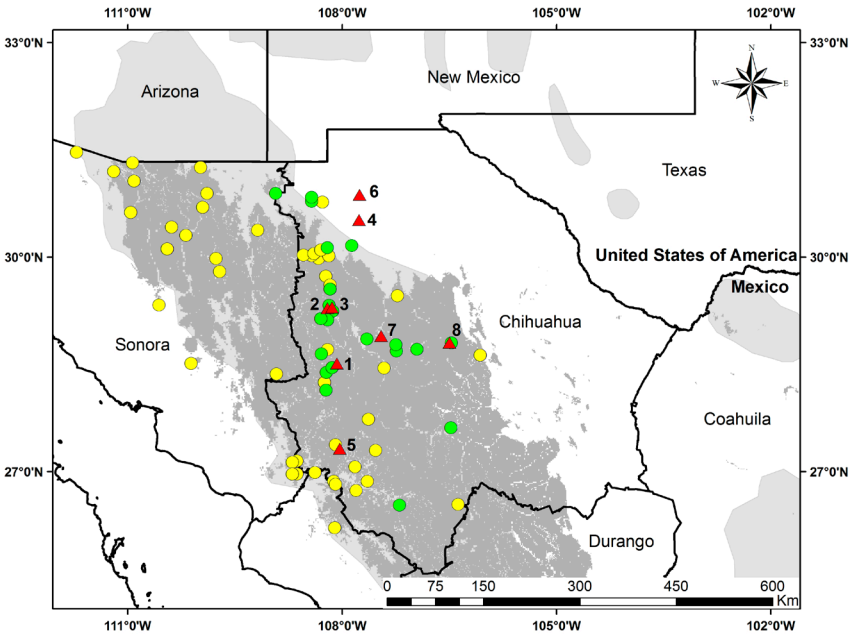 111°0'W 108°0'W 105°0'W 102°0'W
33°0'N 33°0'N
N
New Mexico
W E
Arizona
S
Texas
6
4
30°0'N United States of America 30°0'N
Mexico
2 3
Chihuahua
7 8
Sonora
1
Coahuila
5
27°0'N 27°0'N
Durango
0 75 150 300 450 600
Km
111°0'W 108°0'W 105°0'W 102°0'W